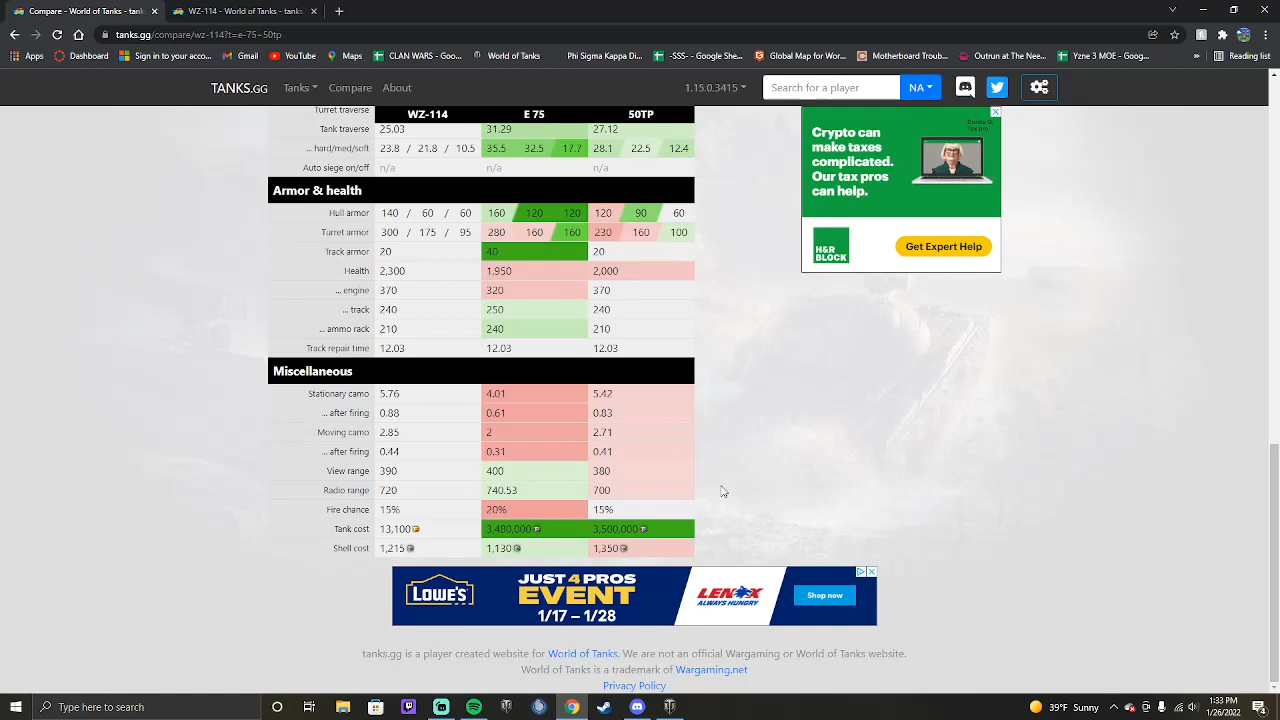 Compare - WZ-114 - tanks × WZ-114 - World of Tanks - tanks. × +
tanks.gg/compare/wz-114?t=e-75~50tp
Apps Dashboard Sign in to your acco... Gmail YouTube Maps CLAN WARS - Goo... World of Tanks Phi Sigma Kappa De... -SSS- - Google She... Global Map for Worl... Motherboard Troub... Outrun at The Nee... Yzne 3 MOE - Goog... » Reading list
TANKS.GG Tanks Compare About 1.15.0.3415 Search for a player NA
Turret traverse
WZ-114 E 75 50TP
Tank traverse 25.03 31.29 27.12
... hard/med/soft 23.8 / 21.8 / 10.5 35.5 32.5 17.7 28.1 22.5 12.4
Auto siege on/off n/a n/a n/a
Armor & health
Hull armor 140 / 60 / 60 160 120 120 120 90 60
Turret armor 300 / 175 / 95 280 160 160 230 160 100
Track armor 20 40 20
Health 2,300 1,950 2,000
... engine 370 320 370
... track 240 250 240
... ammo rack 210 240 210
Track repair time 12.03 12.03 12.03
Miscellaneous
Stationary camo 5.76 4.01 5.42
... after firing 0.88 0.61 0.83
Moving camo 2.85 2 2.71
... after firing 0.44 0.31 0.41
View range 390 400 380
Radio range 720 740.53 700
Fire chance 15% 20% 15%
Tank cost 13,100 3,480,000 3,500,000
Shell cost 1,215 1,130 1,350
Crypto can
make taxes
complicated.
Our tax pros
can help.
Donna D.
Tax pro
H&R
BLOCK
Get Expert Help
LOWE'S JUST 4 PROS
EVENT
1/17 – 1/28
LENOX
ALWAYS HUNGRY
Shop now
tanks.gg is a player created website for World of Tanks. We are not an official Wargaming or World of Tanks website.
World of Tanks is a trademark of Wargaming.net
Privacy Policy
Type here to search
39°F Sunny
1:33 PM
1/26/2022